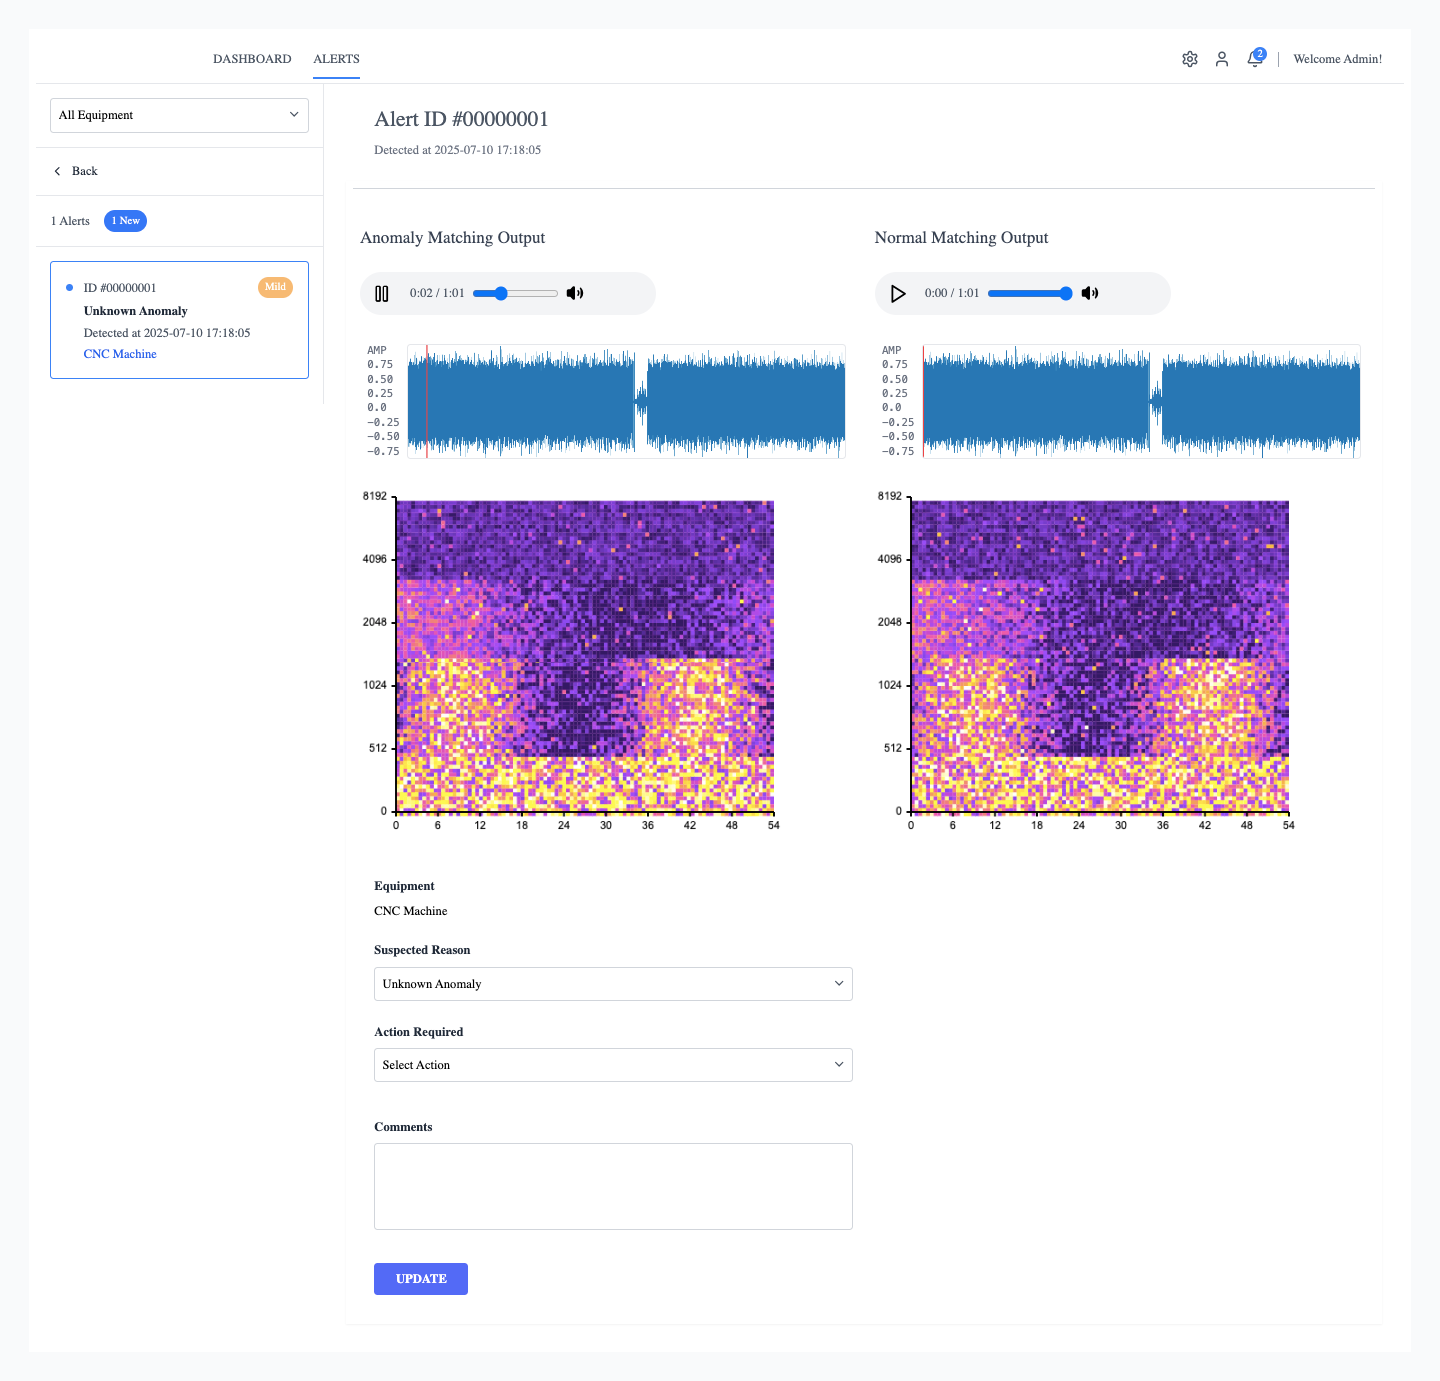 DASHBOARD ALERTS 2 Welcome Admin!
All Equipment
Back
1 Alerts 1 New
ID #00000001 Mild
Unknown Anomaly
Detected at 2025-07-10 17:18:05
CNC Machine
Alert ID #00000001
Detected at 2025-07-10 17:18:05
Anomaly Matching Output
0:02 / 1:01
AMP
0.75
0.50
0.25
0.0
−0.25
−0.50
−0.75
8192
4096
2048
1024
512
0
0 6 12 18 24 30 36 42 48 54
Normal Matching Output
0:00 / 1:01
AMP
0.75
0.50
0.25
0.0
−0.25
−0.50
−0.75
8192
4096
2048
1024
512
0
0 6 12 18 24 30 36 42 48 54
Equipment
CNC Machine
Suspected Reason
Unknown Anomaly
Action Required
Select Action
Comments
UPDATE